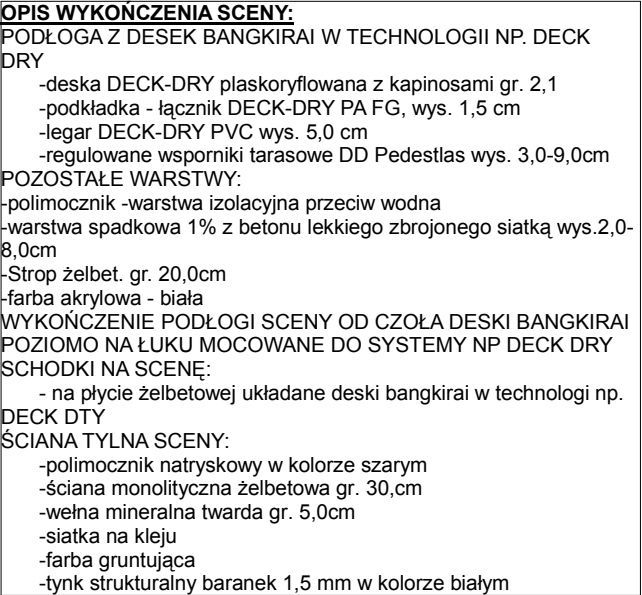 OPIS WYKOŃCZENIA SCENY:
PODŁOGA Z DESEK BANGKIRAI W TECHNOLOGII NP. DECK
DRY
-deska DECK-DRY plaskoryflowana z kapinosami gr. 2,1
-podkładka - łącznik DECK-DRY PA FG, wys. 1,5 cm
-legar DECK-DRY PVC wys. 5,0 cm
-regulowane wsporniki tarasowe DD Pedestlas wys. 3,0-9,0cm
POZOSTAŁE WARSTWY:
-polimocznik -warstwa izolacyjna przeciw wodna
-warstwa spadkowa 1% z betonu lekkiego zbrojonego siatką wys.2,0-
8,0cm
-Strop żelbet. gr. 20,0cm
-farba akrylowa - biała
WYKOŃCZENIE PODŁOGI SCENY OD CZOŁA DESKI BANGKIRAI
POZIOMO NA ŁUKU MOCOWANE DO SYSTEMY NP DECK DRY
SCHODKI NA SCENĘ:
- na płycie żelbetowej układane deski bangkirai w technologi np.
DECK DTY
ŚCIANA TYLNA SCENY:
-polimocznik natryskowy w kolorze szarym
-ściana monolityczna żelbetowa gr. 30,cm
-wełna mineralna twarda gr. 5,0cm
-siatka na kleju
-farba gruntująca
-tynk strukturalny baranek 1,5 mm w kolorze białym